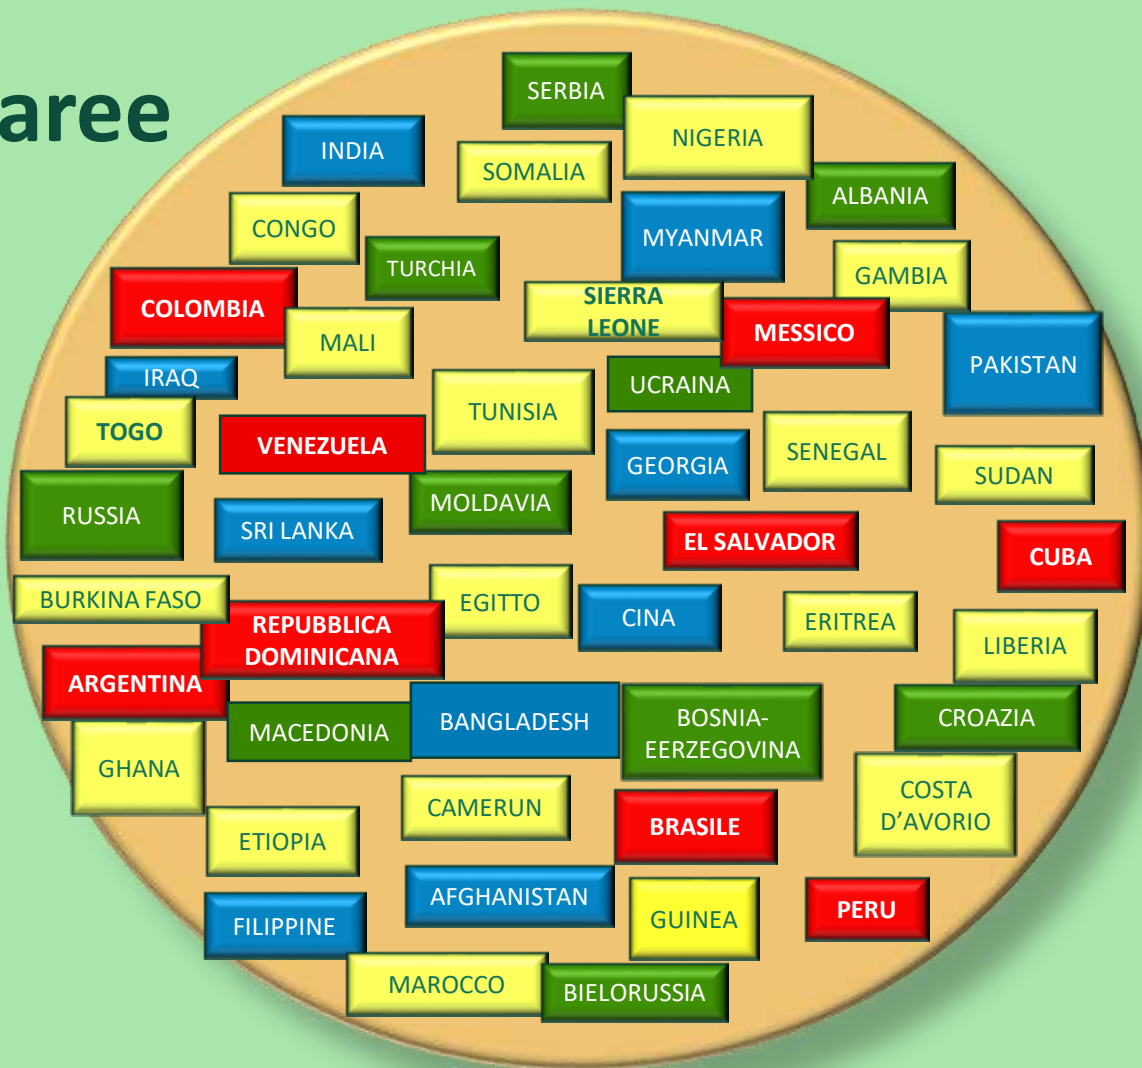 aree
SERBIA
NIGERIA
INDIA
SOMALIA
ALBANIA
CONGO
MYANMAR
TURCHIA
GAMBIA
COLOMBIA
SIERRA
LEONE
MESSICO
MALI
PAKISTAN
IRAQ
UCRAINA
TUNISIA
TOGO
VENEZUELA
SENEGAL
GEORGIA
SUDAN
MOLDAVIA
RUSSIA
SRI LANKA
EL SALVADOR
CUBA
BURKINA FASO
EGITTO
CINA
ERITREA
REPUBBLICA
DOMINICANA
LIBERIA
ARGENTINA
MACEDONIA
BANGLADESH
BOSNIA-
EERZEGOVINA
CROAZIA
GHANA
COSTA
D’AVORIO
CAMERUN
BRASILE
ETIOPIA
AFGHANISTAN
GUINEA
PERU
FILIPPINE
MAROCCO
BIELORUSSIA